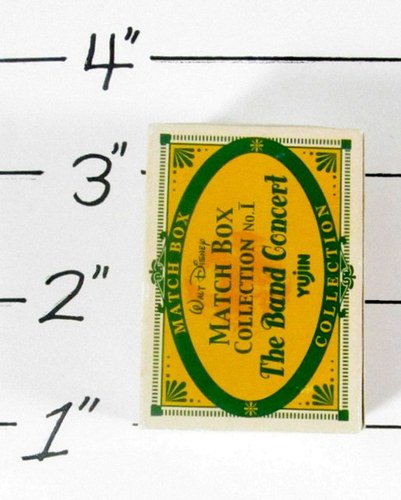 4"
3"
2"
1"
MATCH BOX
WALT DISNEY
MATCH BOX
COLLECTION NO.1
The Band Concert
YUJIN
COLLECTION